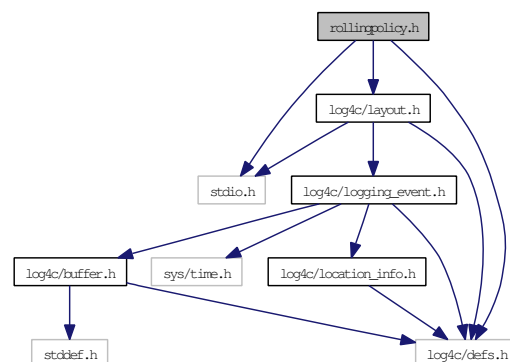 rollingpolicy.h
log4c/layout.h
stdio.h
log4c/logging_event.h
log4c/buffer.h
sys/time.h
log4c/location_info.h
stddef.h
log4c/defs.h